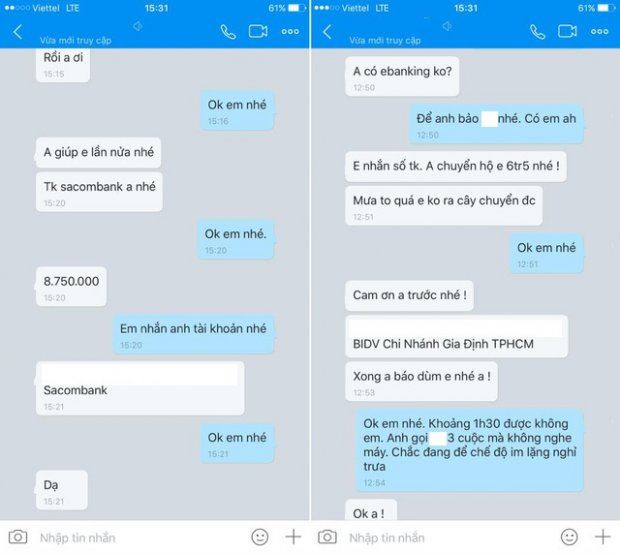 Viettel LTE 15:31 61%
Vừa mới truy cập
Rồi a ơi
15:15
Ok em nhé
15:16
A giúp e lần nửa nhé
Tk sacombank a nhé
15:20
Ok em nhé.
15:20
8.750.000
15:20
Em nhắn anh tài khoản nhé
15:20
Sacombank
15:21
Ok em nhé
15:21
Dạ
15:21
Nhập tin nhắn
Viettel LTE 15:31 61%
Vừa mới truy cập
A có ebanking ko?
12:50
Để anh bảo nhé. Có em ah
12:50
E nhắn số tk. A chuyển hộ e 6tr5 nhé !
Mưa to quá e ko ra cây chuyển đc
12:51
Ok em nhé
12:51
Cam ơn a trước nhé !
BIDV Chi Nhánh Gia Định TPHCM
Xong a báo dùm e nhé a !
12:53
Ok em nhé. Khoảng 1h30 được không
em. Anh gọi 3 cuộc mà không nghe
máy. Chắc đang để chế độ im lặng nghỉ
trưa
12:54
Ok a !
Nhập tin nhắn